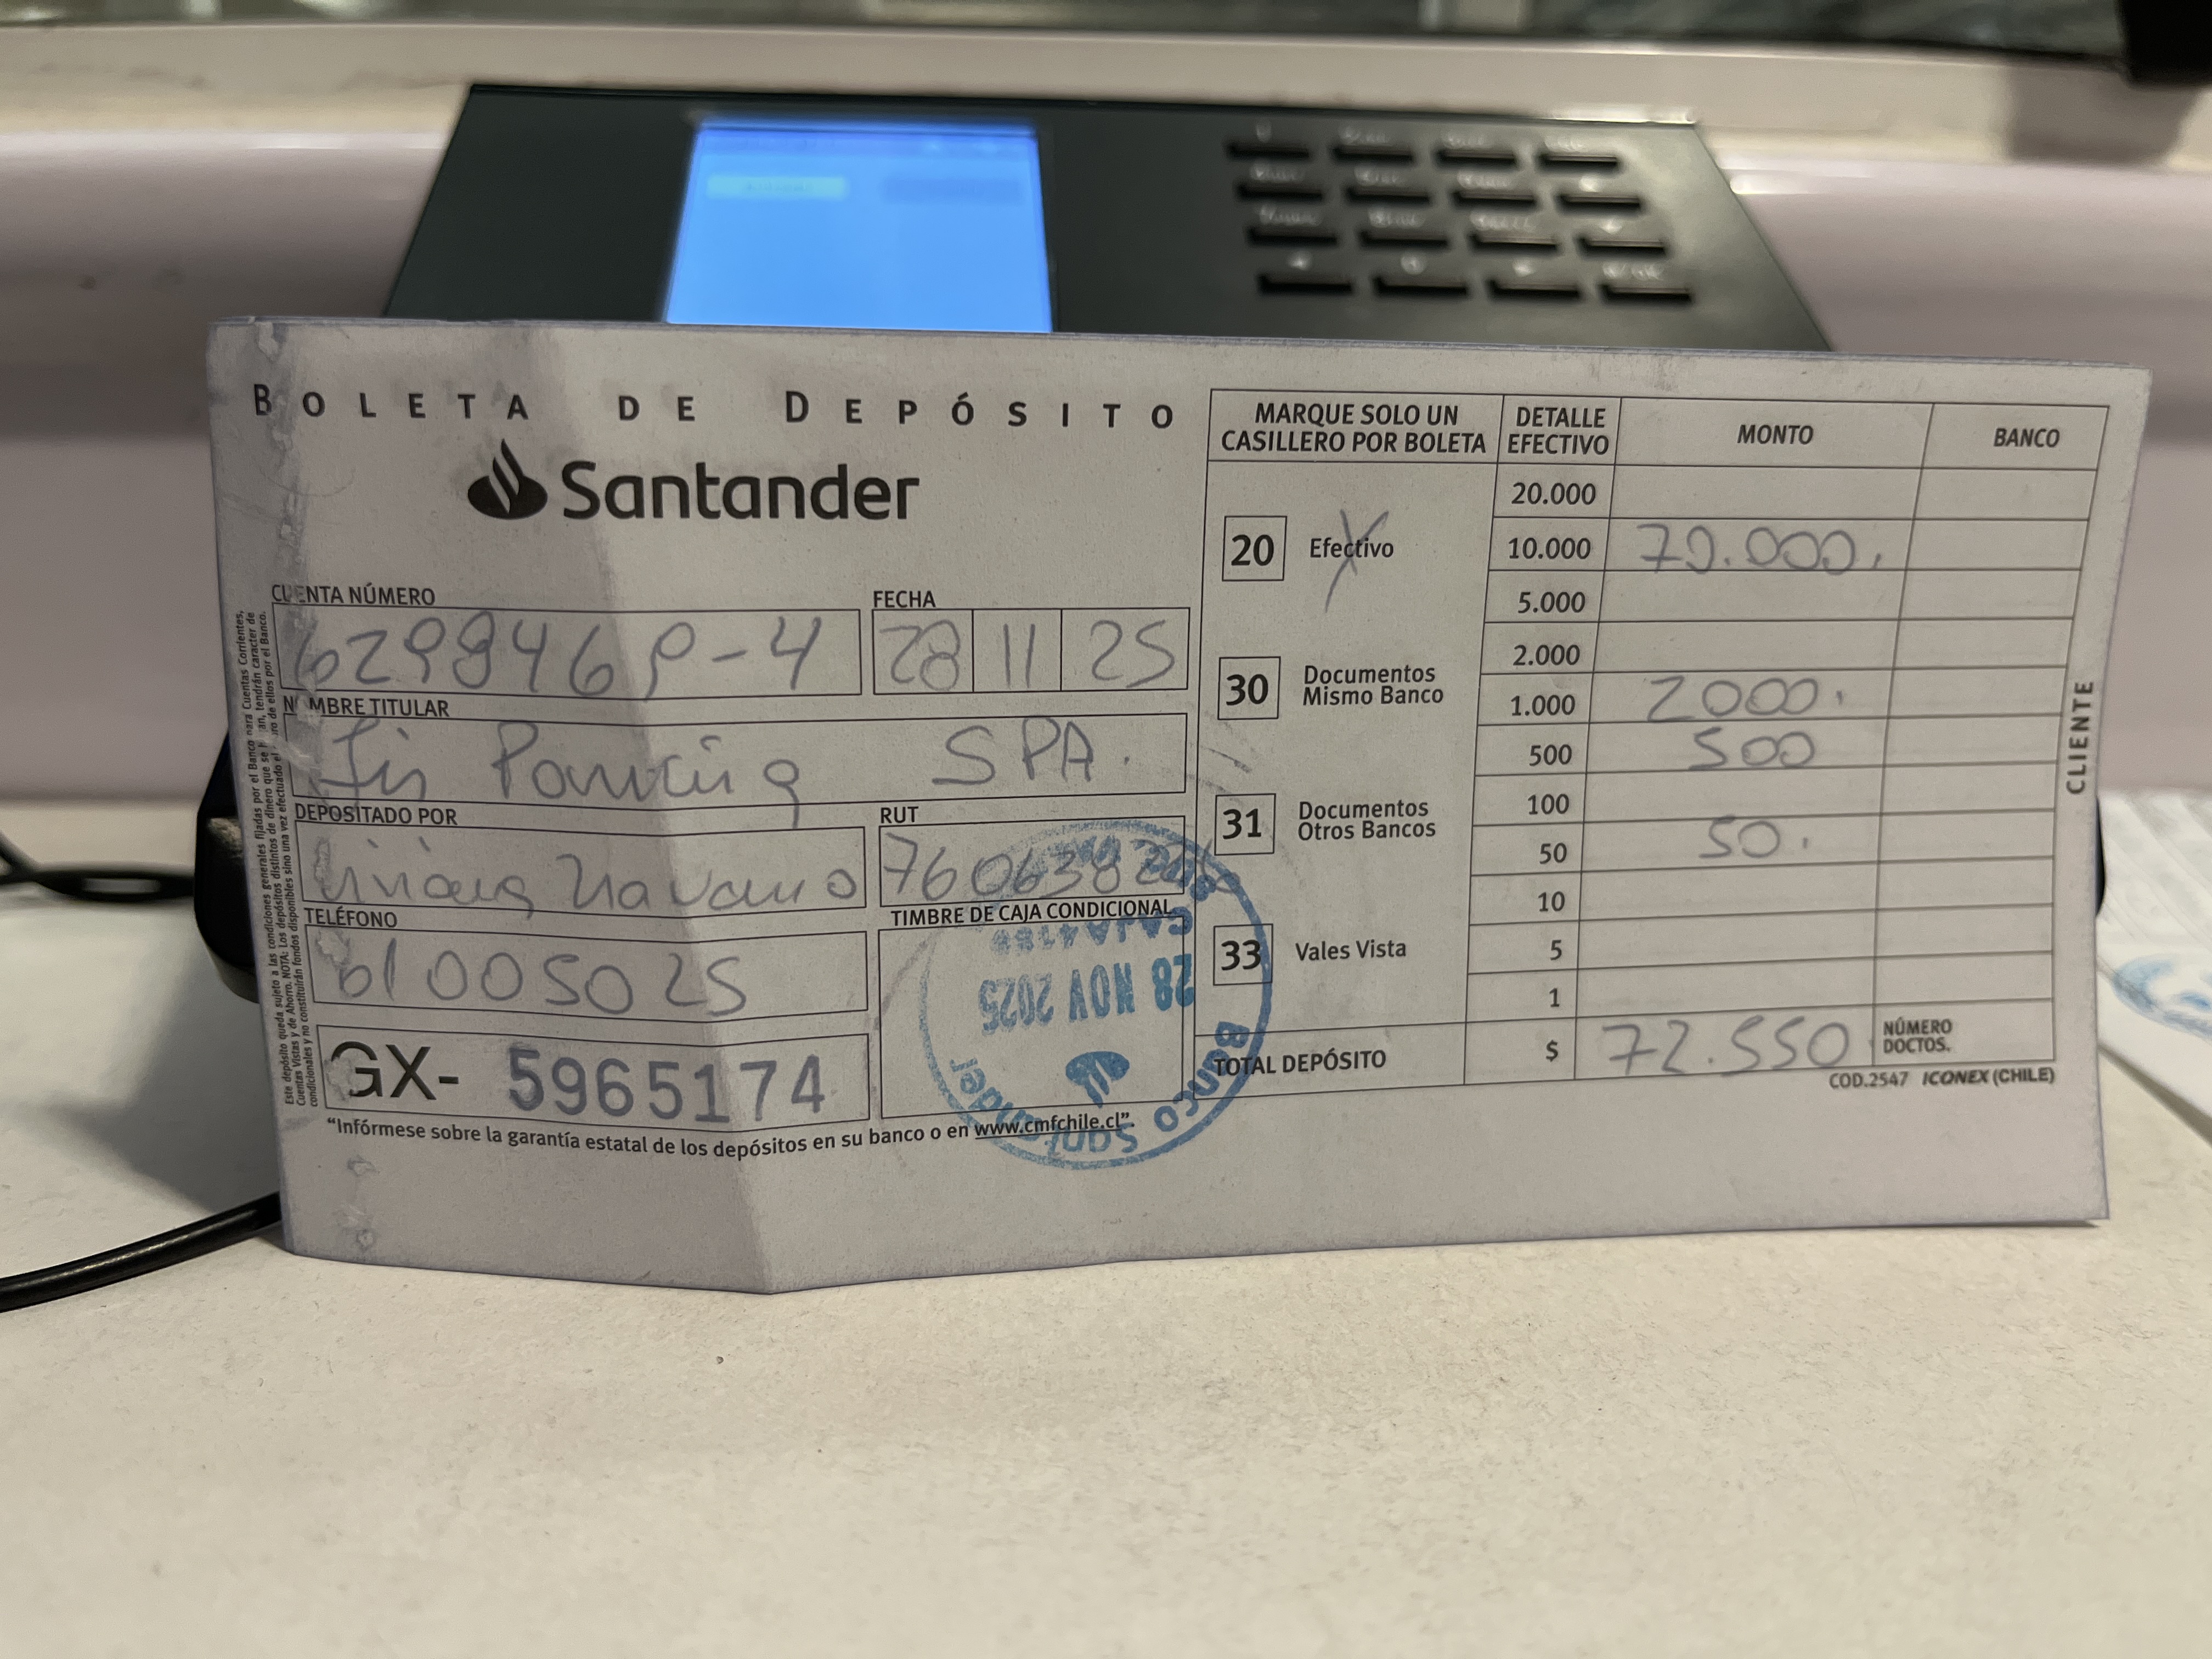 BOLETA DE DEPÓSITO
Santander
CUENTA NÚMERO
FECHA
6298469-4
28 11 25
NOMBRE TITULAR
SPA.
DEPOSITADO POR
RUT
Navarro
7606382
TELÉFONO
TIMBRE DE CAJA CONDICIONAL
61005025
GX- 5965174
"Infórmese sobre la garantía estatal de los depósitos en su banco o en www.cmfchile.cl".
Banco Santander
28 NOV 2025
MARQUE SOLO UN CASILLERO POR BOLETA
DETALLE EFECTIVO
MONTO
BANCO
20 Efectivo X
30 Documentos Mismo Banco
31 Documentos Otros Bancos
33 Vales Vista
20.000
10.000 70.000.
5.000
2.000
1.000 2000.
500 500
100
50 50.
10
5
1
TOTAL DEPÓSITO $ 72.550
NÚMERO DOCTOS.
COD.2547 ICONEX (CHILE)
CLIENTE